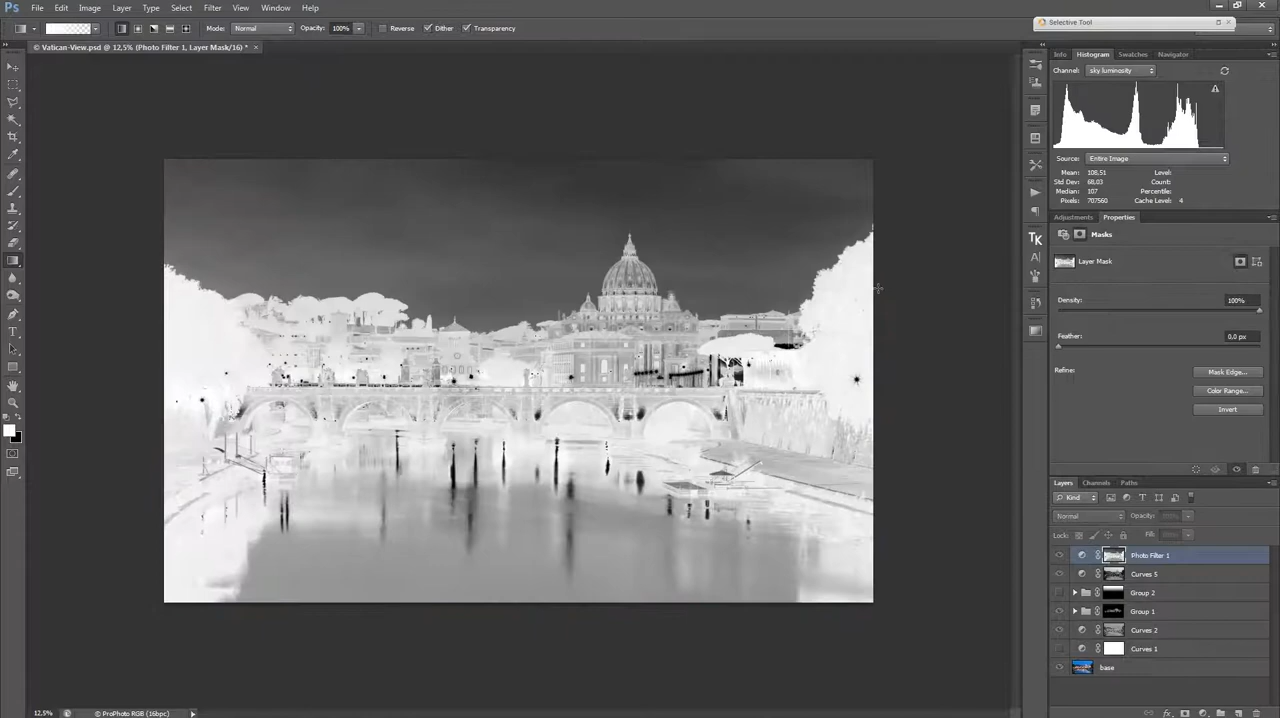 Ps File Edit Image Layer Type Select Filter View Window Help
Selective Tool
Mode: Normal Opacity: 100% Reverse Dither Transparency
© Vatican-View.psd @ 12,5% (Photo Filter 1, Layer Mask/16) * ×
Info Histogram Swatches Navigator
Channel: sky luminosity
Source: Entire Image
Mean: 108,51 Level:
Std Dev: 68,03 Count:
Median: 107 Percentile:
Pixels: 707560 Cache Level: 4
Adjustments Properties
Masks
Layer Mask
Density: 100%
Feather: 0,0 px
Refine: Mask Edge...
Color Range...
Invert
Layers Channels Paths
Kind
Normal Opacity:
Lock: Fill:
Photo Filter 1
Curves 5
Group 2
Group 1
Curves 2
Curves 1
base
TK
12,5% © ProPhoto RGB (16bpc)
fx